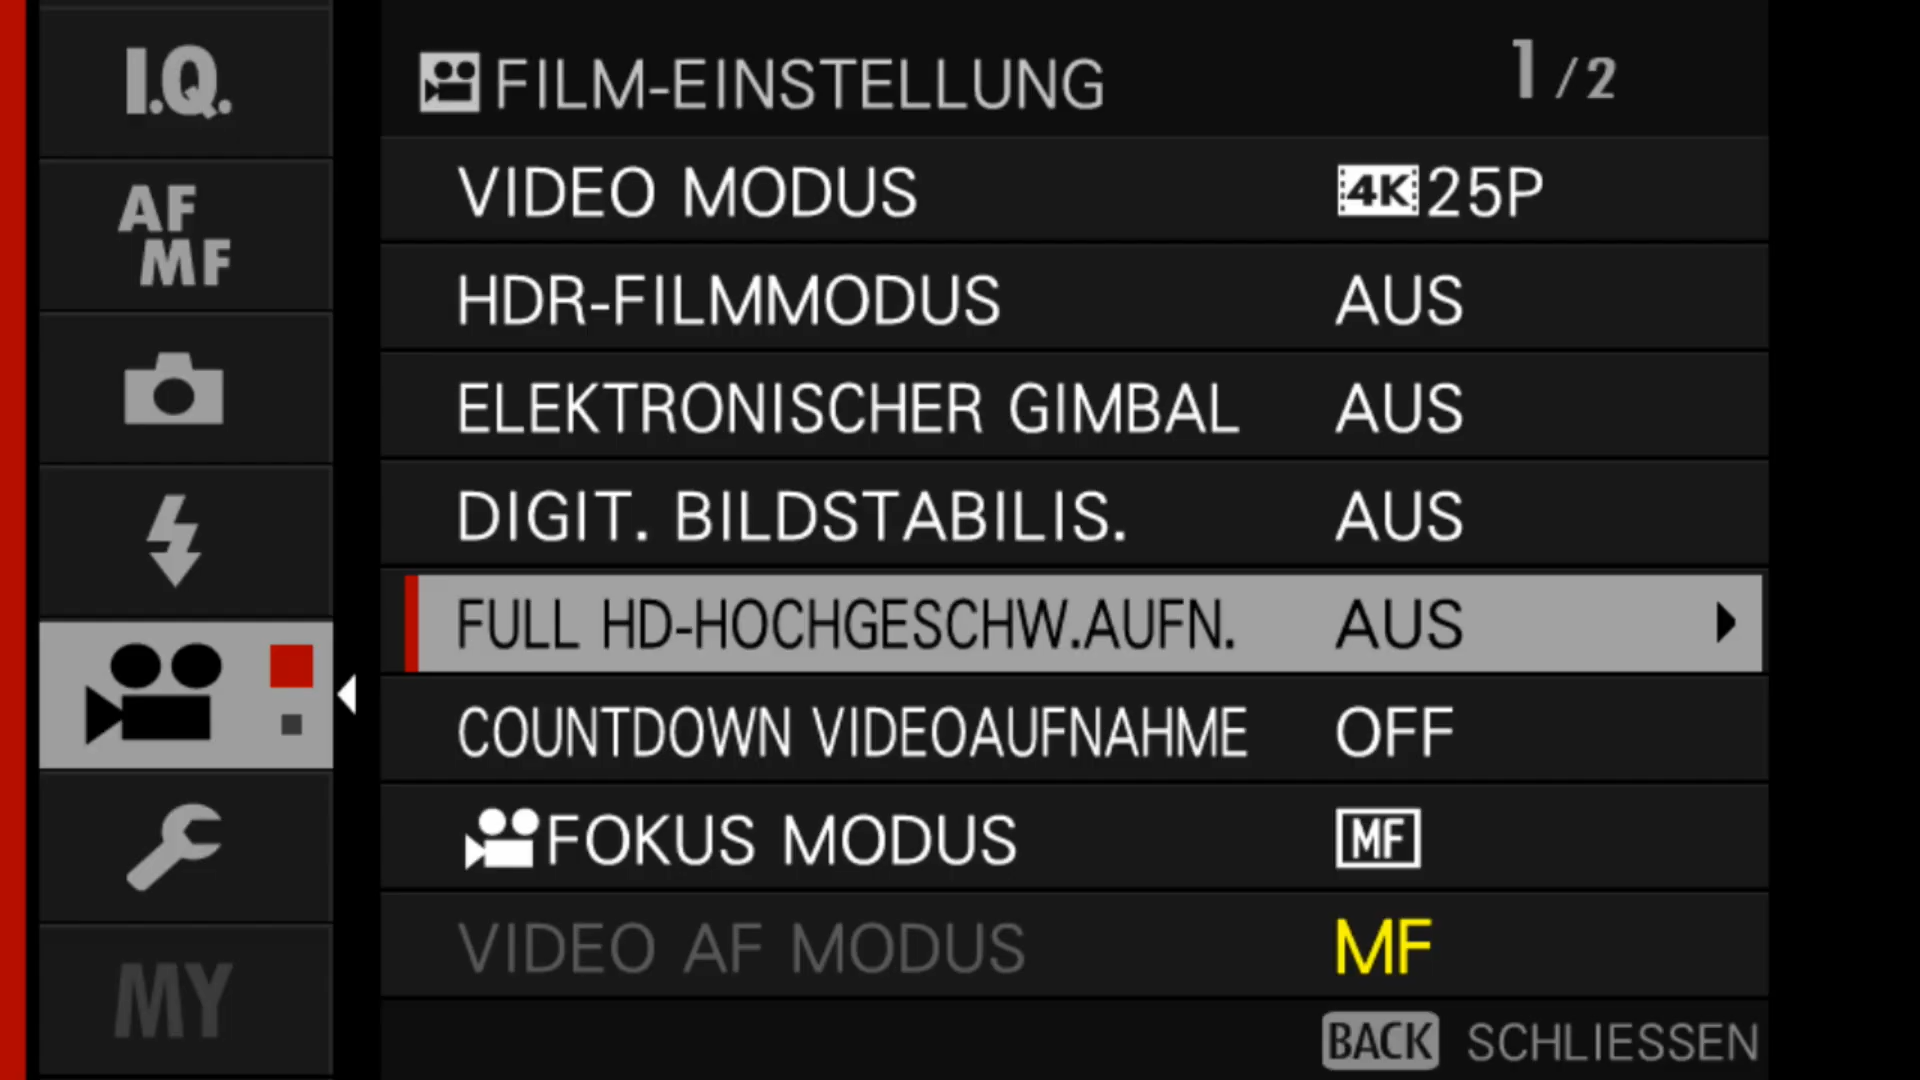 I.Q.
AF
MF
MY
FILM-EINSTELLUNG 1/2
VIDEO MODUS 4K 25P
HDR-FILMMODUS AUS
ELEKTRONISCHER GIMBAL AUS
DIGIT. BILDSTABILIS. AUS
FULL HD-HOCHGESCHW.AUFN. AUS
COUNTDOWN VIDEOAUFNAHME OFF
FOKUS MODUS MF
VIDEO AF MODUS MF
BACK SCHLIESSEN